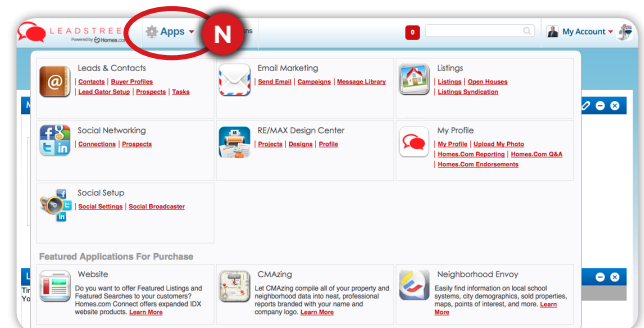 LEADSTREET
Powered by Homes.com
Apps
N
ns
0
My Account
Leads & Contacts
Contacts | Buyer Profiles
Lead Gator Setup | Prospects | Tasks
Email Marketing
Send Email | Campaigns | Message Library
Listings
Listings | Open Houses
Listings Syndication
M
Social Networking
Connections | Prospects
RE/MAX Design Center
Projects | Designs | Profile
My Profile
My Profile | Upload My Photo
Homes.Com Reporting | Homes.Com Q&A
Homes.Com Endorsements
Social Setup
Social Settings | Social Broadcaster
Featured Applications For Purchase
Website
Do you want to offer Featured Listings and
Featured Searches to your customers?
Homes.com Connect offers expanded IDX
website products. Learn More
CMAzing
Let CMAzing compile all of your property and
neighborhood data into neat, professional
reports branded with your name and
company logo. Learn More
Neighborhood Envoy
Easily find information on local school
systems, city demographics, sold properties,
maps, points of interest, and more. Learn
More
L
Tir
Yo